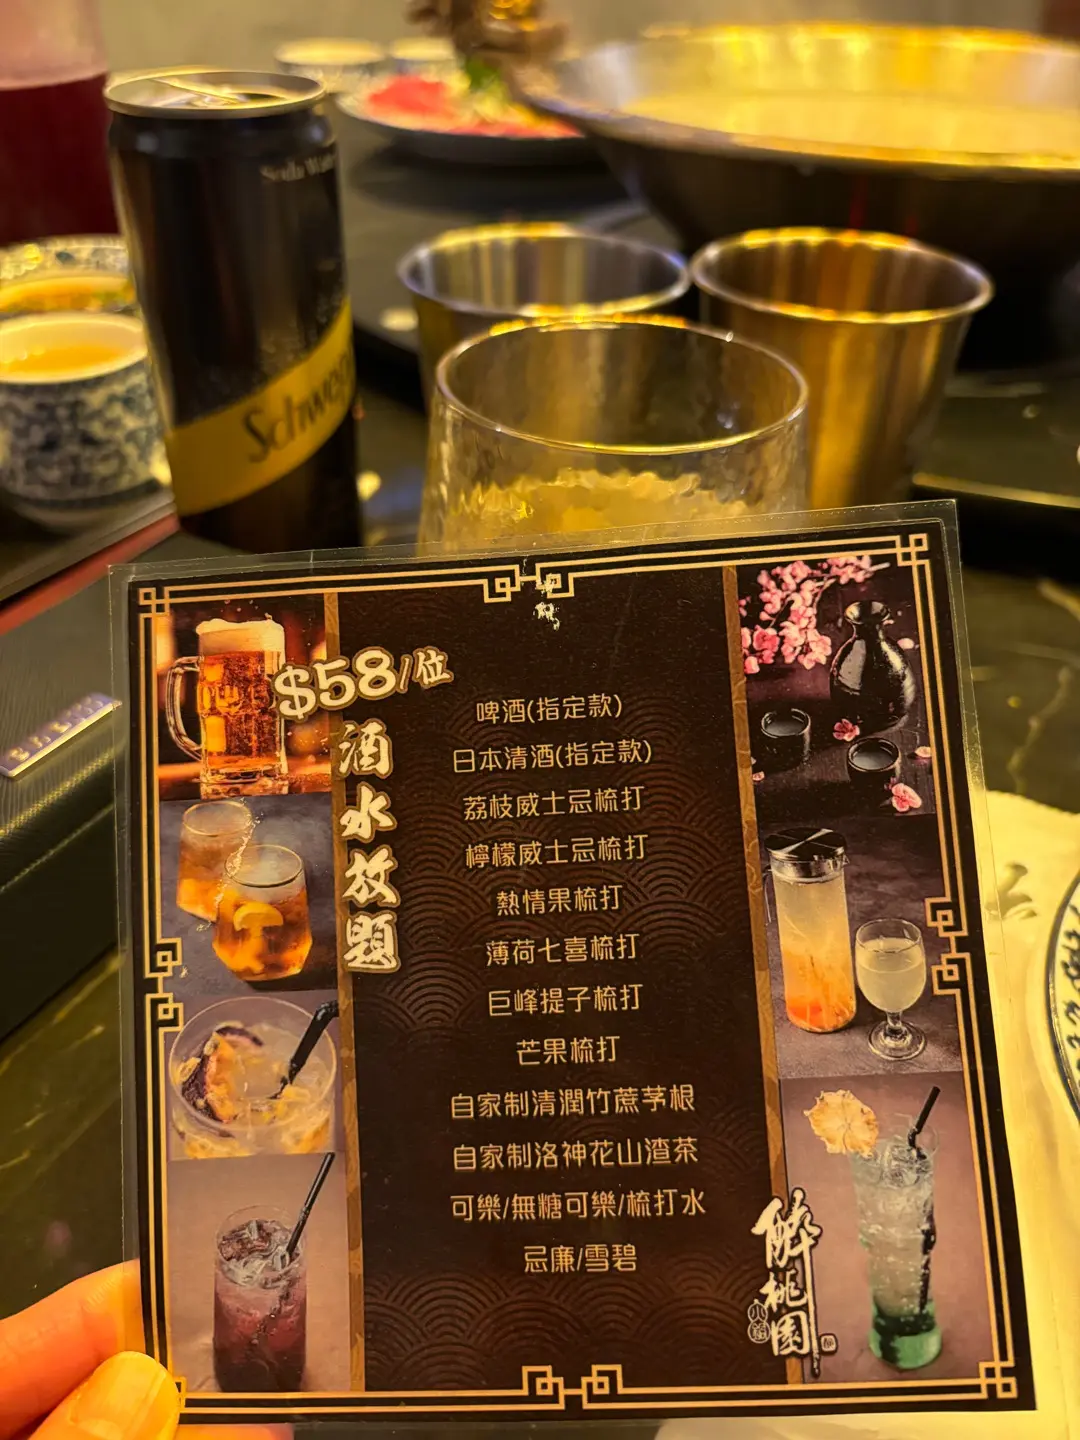 Soda Wat
Schwep
$58/位
酒水放題
啤酒(指定款)
日本清酒(指定款)
荔枝威士忌梳打
檸檬威士忌梳打
熱情果梳打
薄荷七喜梳打
巨峰提子梳打
芒果梳打
自家制清潤竹蔗茅根
自家制洛神花山渣茶
可樂/無糖可樂/梳打水
忌廉/雪碧
醉桃園
火鍋